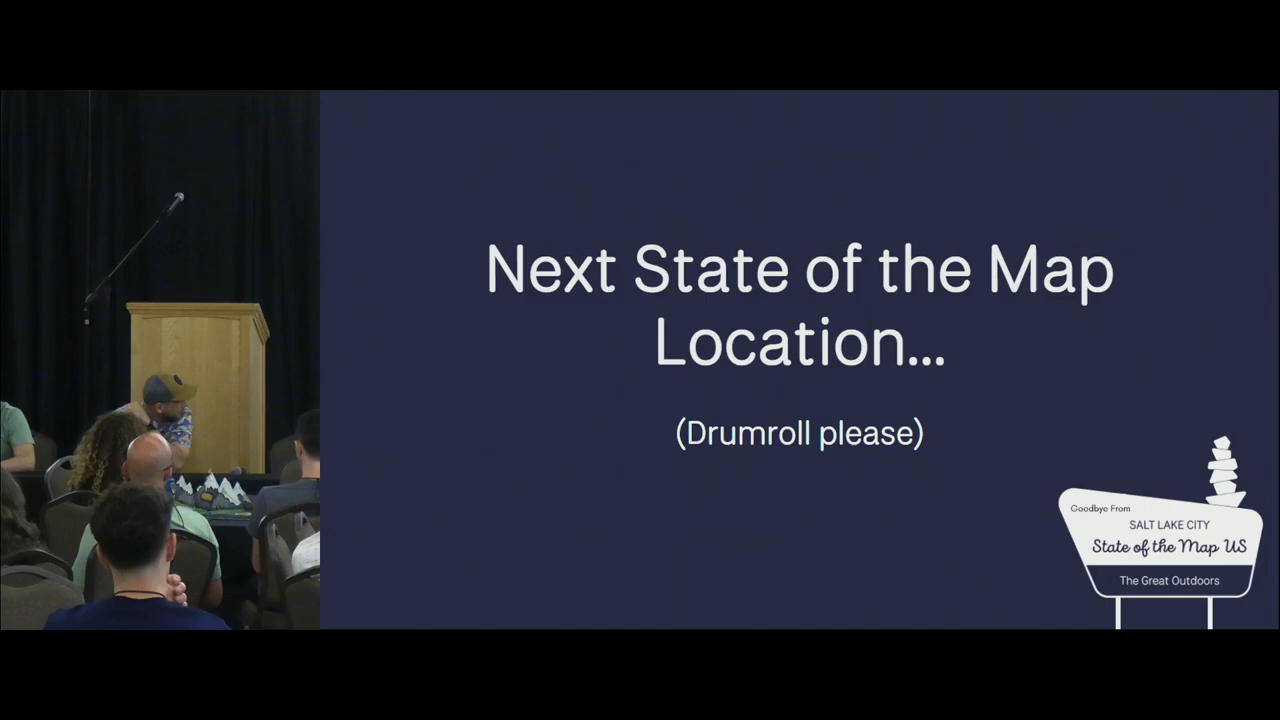 Next State of the Map
Location...
(Drumroll please)
Goodbye From
SALT LAKE CITY
State of the Map US
The Great Outdoors